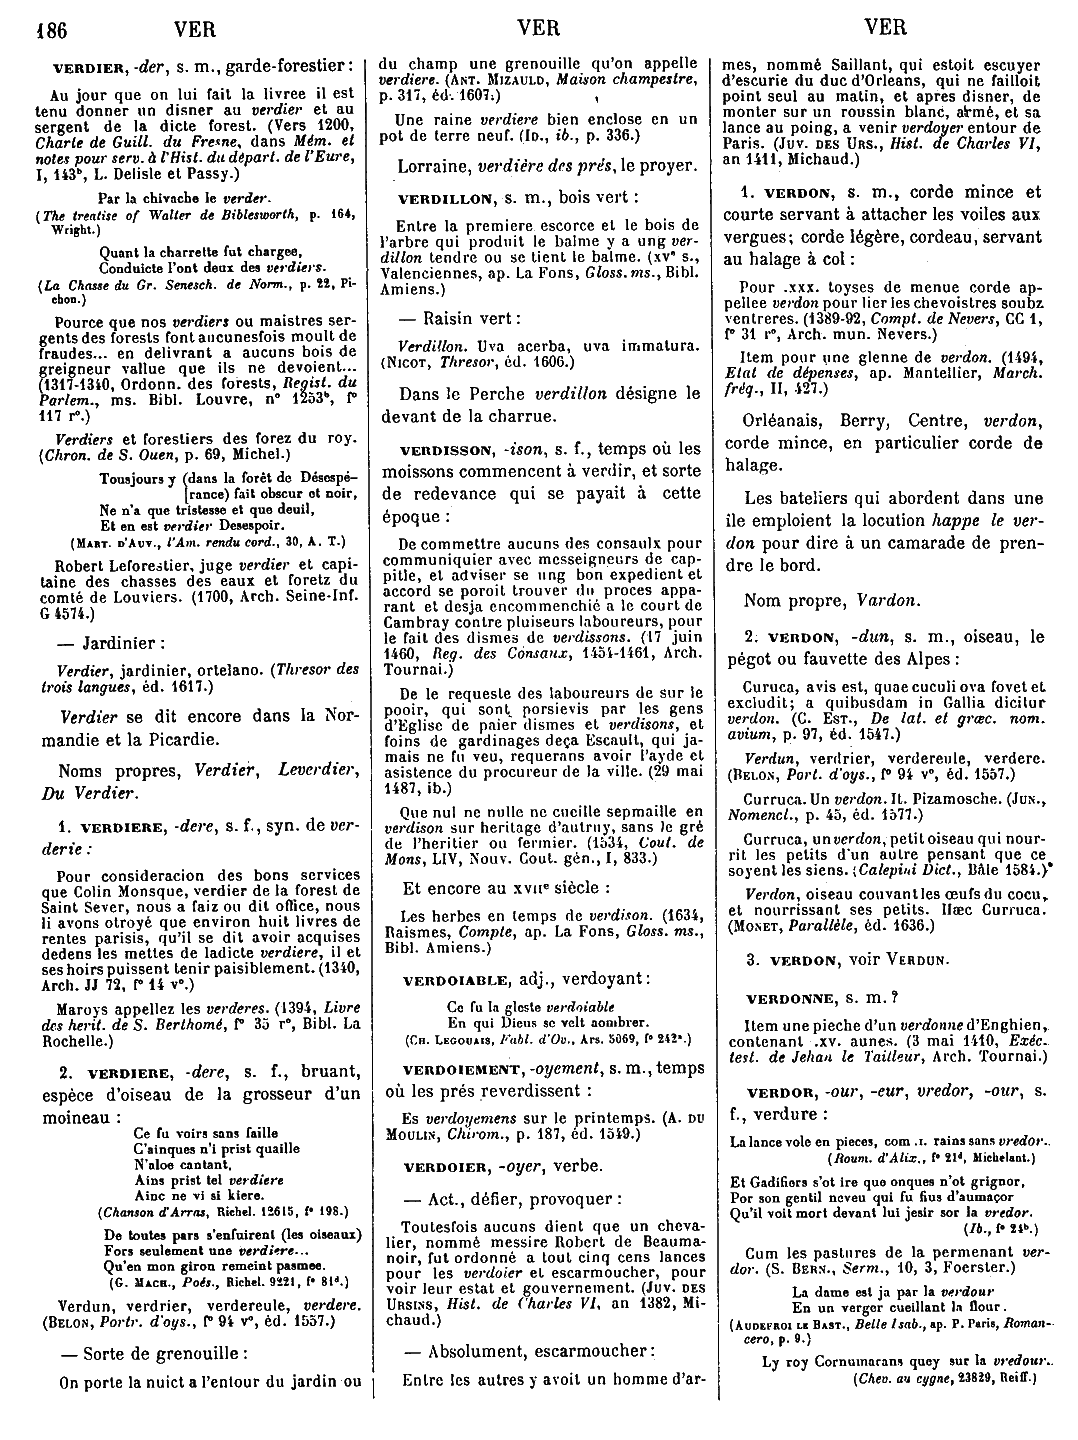 186 VER VER VER
VERDIER, -der, s. m., garde-forestier :
Au jour que on lui fait la livree il est
tenu donner un disner au verdier et au
sergent de la dicte forest. (Vers 1200,
Charte de Guill. du Fresne, dans Mém. et
notes pour serv. à l'Hist. du départ. de l'Eure,
I, 143ᵇ, L. Delisle et Passy.)
Par la chivache le verder.
(The treatise of Walter de Biblesworth, p. 164,
Wright.)
Quant la charrette fut chargee,
Conduicte l'ont deux des verdiers.
(La Chasse du Gr. Senesch. de Norm., p. 22, Pi-
chon.)
Pource que nos verdiers ou maistres ser-
gents des forests font aucunesfois moult de
fraudes... en delivrant a aucuns bois de
greigneur vallue que ils ne devoient...
(1317-1340, Ordonn. des forests, Regist. du
Parlem., ms. Bibl. Louvre, n° 1253ᵇ, f°
117 r°.)
Verdiers et forestiers des forez du roy.
(Chron. de S. Ouen, p. 69, Michel.)
Tousjours y (dans la forêt de Désespé-
[rance) fait obscur et noir,
Ne n'a que tristesse et que deuil,
Et en est verdier Desespoir.
(MART. D'AUV., l'Am. rendu cord., 30, A. T.)
Robert Leforestier, juge verdier et capi-
taine des chasses des eaux et foretz du
comté de Louviers. (1700, Arch. Seine-Inf.
G 4574.)
— Jardinier :
Verdier, jardinier, ortelano. (Thresor des
trois langues, éd. 1617.)
Verdier se dit encore dans la Nor-
mandie et la Picardie.
Noms propres, Verdier, Leverdier,
Du Verdier.
1. VERDIERE, -dere, s. f., syn. de ver-
derie :
Pour consideracion des bons services
que Colin Monsque, verdier de la forest de
Saint Sever, nous a faiz ou dit office, nous
li avons otroyé que environ huit livres de
rentes parisis, qu'il se dit avoir acquises
dedens les mettes de ladicte verdiere, il et
ses hoirs puissent tenir paisiblement. (1340,
Arch. JJ 72, f° 14 v°.)
Maroys appellez les verderes. (1394, Livre
des herit. de S. Berthomé, f° 35 r°, Bibl. La
Rochelle.)
2. VERDIERE, -dere, s. f., bruant,
espèce d'oiseau de la grosseur d'un
moineau :
Ce fu voirs sans faille
C'ainques n'i prist quaille
N'aloe cantant,
Ains prist tel verdiere
Ainc ne vi si kiere.
(Chanson d'Arras, Richel. 12615, f° 198.)
De toutes pars s'enfuirent (les oiseaux)
Fors seulement une verdiere...
Qu'en mon giron remeint pasmee.
(G. MACH., Poés., Richel. 9221, f° 81ᵈ.)
Verdun, verdrier, verdereule, verdere.
(BELON, Portr. d'oys., f° 94 v°, éd. 1557.)
— Sorte de grenouille :
On porte la nuict a l'entour du jardin ou
du champ une grenouille qu'on appelle
verdiere. (ANT. MIZAULD, Maison champestre,
p. 317, éd. 1607.)
Une raine verdiere bien enclose en un
pot de terre neuf. (ID., ib., p. 336.)
Lorraine, verdière des prés, le proyer.
VERDILLON, s. m., bois vert :
Entre la premiere escorce et le bois de
l'arbre qui produit le balme y a ung ver-
dillon tendre ou se tient le balme. (XVᵉ s.,
Valenciennes, ap. La Fons, Gloss. ms., Bibl.
Amiens.)
— Raisin vert :
Verdillon. Uva acerba, uva immatura.
(NICOT, Thresor, éd. 1606.)
Dans le Perche verdillon désigne le
devant de la charrue.
VERDISSON, -ison, s. f., temps où les
moissons commencent à verdir, et sorte
de redevance qui se payait à cette
époque :
De commettre aucuns des consaulx pour
communiquier avec messeigneurs de cap-
pitle, et adviser se ung bon expedient et
accord se poroit trouver du proces appa-
rant et desja encommenchié a le court de
Cambray contre pluiseurs laboureurs, pour
le fait des dismes de verdissons. (17 juin
1460, Reg. des Consaux, 1454-1461, Arch.
Tournai.)
De le requeste des laboureurs de sur le
pooir, qui sont porsievis par les gens
d'Eglise de paier dismes et verdisons, et
foins de gardinages deça Escault, qui ja-
mais ne fu veu, requerans avoir l'ayde et
asistence du procureur de la ville. (29 mai
1487, ib.)
Que nul ne nulle ne cueille sepmaille en
verdison sur heritage d'autruy, sans le gré
de l'heritier ou fermier. (1534, Cout. de
Mons, LIV, Nouv. Cout. gén., I, 833.)
Et encore au XVIIᵉ siècle :
Les herbes en temps de verdison. (1634,
Raismes, Compte, ap. La Fons, Gloss. ms.,
Bibl. Amiens.)
VERDOIABLE, adj., verdoyant :
Ce fu la gleste verdoiable
En qui Dieus se velt aombrer.
(CH. LEGOUAIS, Fabl. d'Ov., Ars. 5069, f° 242ᵃ.)
VERDOIEMENT, -oyement, s. m., temps
où les prés reverdissent :
Es verdoyemens sur le printemps. (A. DU
MOULIN, Chirom., p. 187, éd. 1549.)
VERDOIER, -oyer, verbe.
— Act., défier, provoquer :
Toutesfois aucuns dient que un cheva-
lier, nommé messire Robert de Beauma-
noir, fut ordonné a tout cinq cens lances
pour les verdoier et escarmoucher, pour
voir leur estat et gouvernement. (JUV. DES
URSINS, Hist. de Charles VI, an 1382, Mi-
chaud.)
— Absolument, escarmoucher :
Entre les autres y avoit un homme d'ar-
mes, nommé Saillant, qui estoit escuyer
d'escurie du duc d'Orleans, qui ne failloit
point seul au matin, et apres disner, de
monter sur un roussin blanc, armé, et sa
lance au poing, a venir verdoyer entour de
Paris. (JUV. DES URS., Hist. de Charles VI,
an 1411, Michaud.)
1. VERDON, s. m., corde mince et
courte servant à attacher les voiles aux
vergues; corde légère, cordeau, servant
au halage à col :
Pour .xxx. toyses de menue corde ap-
pellee verdon pour lier les chevoistres soubz
ventreres. (1389-92, Compt. de Nevers, CC 1,
f° 31 r°, Arch. mun. Nevers.)
Item pour une glenne de verdon. (1494,
Etat de dépenses, ap. Mantellier, March.
fréq., II, 427.)
Orléanais, Berry, Centre, verdon,
corde mince, en particulier corde de
halage.
Les bateliers qui abordent dans une
île emploient la locution happe le ver-
don pour dire à un camarade de pren-
dre le bord.
Nom propre, Vardon.
2. VERDON, -dun, s. m., oiseau, le
pégot ou fauvette des Alpes :
Curuca, avis est, quae cuculi ova fovet et
excludit; a quibusdam in Gallia dicitur
verdon. (C. EST., De lat. et græc. nom.
avium, p. 97, éd. 1547.)
Verdun, verdrier, verdereule, verdere.
(BELON, Port. d'oys., f° 94 v°, éd. 1557.)
Curruca. Un verdon. It. Pizamosche. (JUN.,
Nomencl., p. 45, éd. 1577.)
Curruca, un verdon, petit oiseau qui nour-
rit les petits d'un autre pensant que ce
soyent les siens. (Calepini Dict., Bâle 1584.)
Verdon, oiseau couvant les œufs du cocu,
et nourrissant ses petits. Hæc Curruca.
(MONET, Parallèle, éd. 1636.)
3. VERDON, voir VERDUN.
VERDONNE, s. m. ?
Item une pieche d'un verdonne d'Enghien,
contenant .xv. aunes. (3 mai 1410, Exéc.
test. de Jehan le Tailleur, Arch. Tournai.)
VERDOR, -our, -eur, vredor, -our, s.
f., verdure :
La lance vole en pieces, com .I. rains sans vredor.
(Roum. d'Alix., f° 21ᵈ, Michelant.)
Et Gadifiers s'ot ire que onques n'ot grignor,
Por son gentil neveu qui fu fius d'aumaçor
Qu'il voit mort devant lui jesir sor la vredor.
(Ib., f° 24ᵇ.)
Cum les pastures de la permenant ver-
dor. (S. BERN., Serm., 10, 3, Foerster.)
La dame est ja par la verdour
En un verger cueillant la flour.
(AUDEFROI LE BAST., Belle Isab., ap. P. Paris, Roman-
cero, p. 9.)
Ly roy Cornumarans quey sur la vredour.
(Chev. au cygne, 23829, Reiff.)